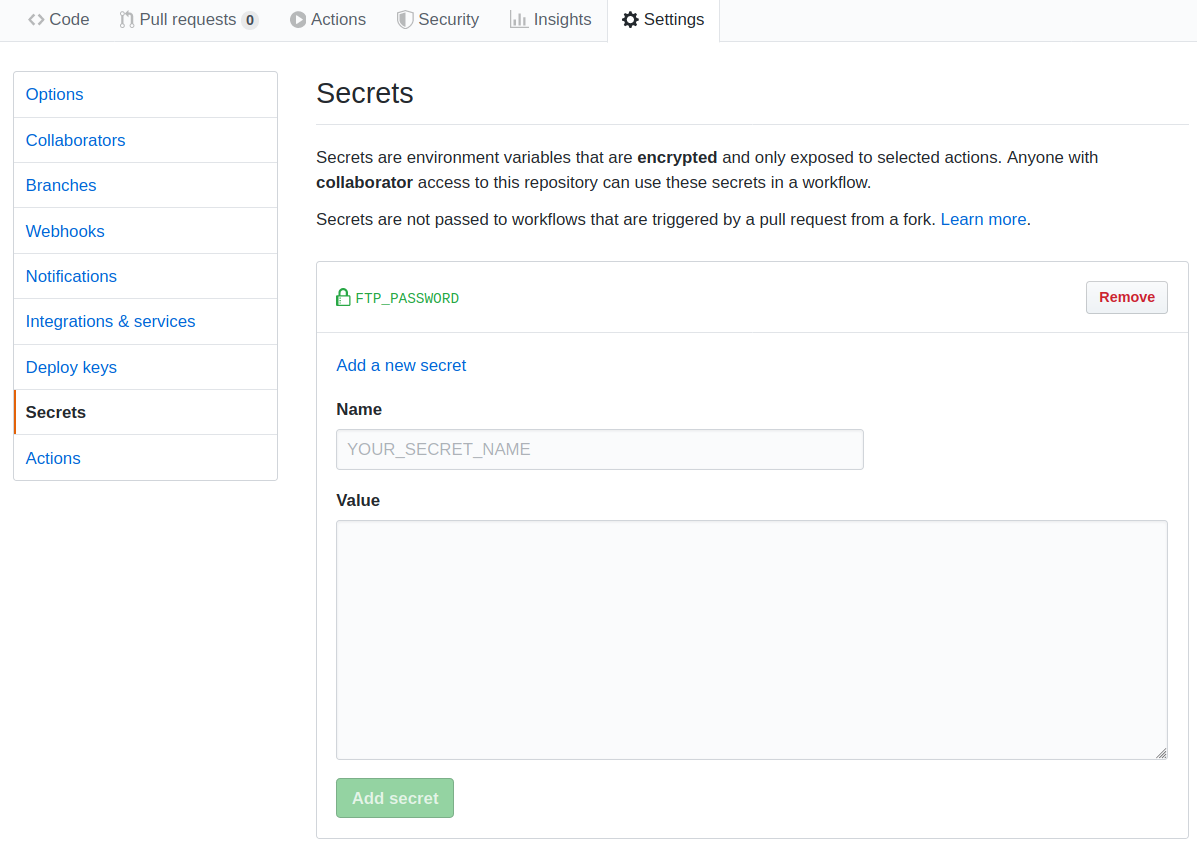 Code Pull requests 0 Actions Security Insights Settings
Options
Collaborators
Branches
Webhooks
Notifications
Integrations & services
Deploy keys
Secrets
Actions
Secrets
Secrets are environment variables that are encrypted and only exposed to selected actions. Anyone with
collaborator access to this repository can use these secrets in a workflow.
Secrets are not passed to workflows that are triggered by a pull request from a fork. Learn more.
FTP_PASSWORD Remove
Add a new secret
Name
YOUR_SECRET_NAME
Value
Add secret